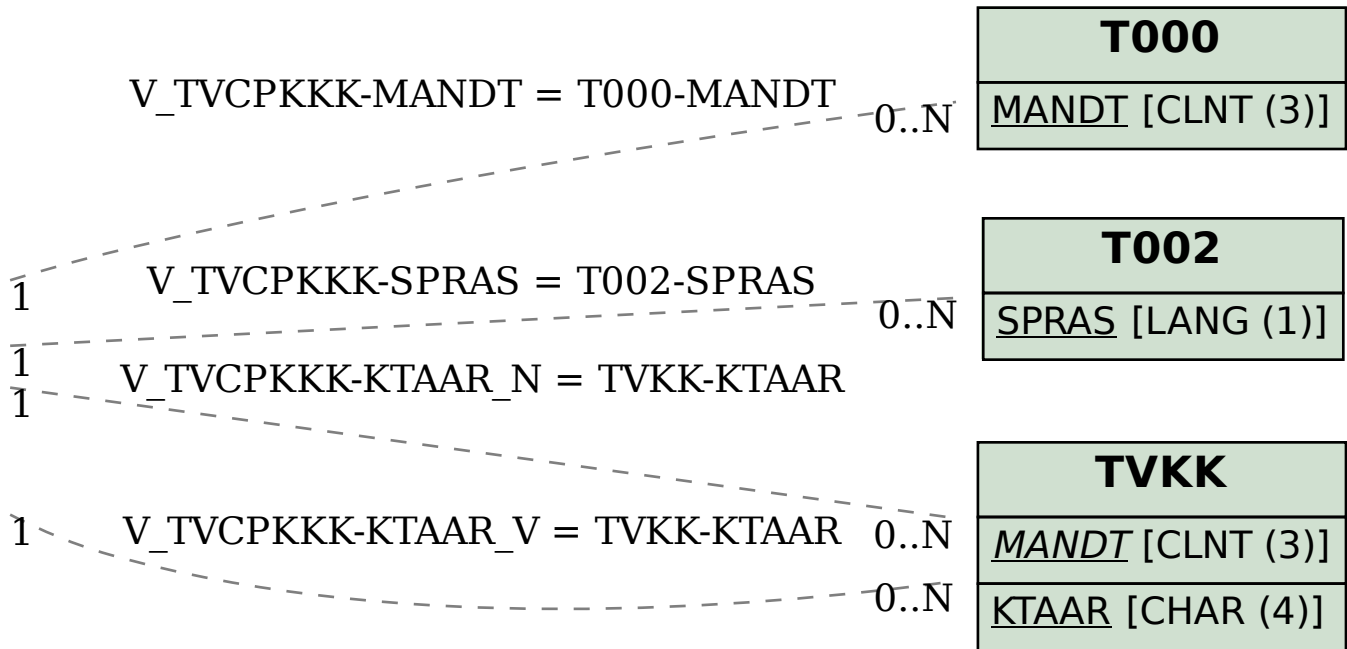 T000
V_TVCPKKK-MANDT = T000-MANDT
0..N
MANDT [CLNT (3)]
T002
V_TVCPKKK-SPRAS = T002-SPRAS
1
0..N
SPRAS [LANG (1)]
1
V_TVCPKKK-KTAAR_N = TVKK-KTAAR
1
TVKK
1
V_TVCPKKK-KTAAR_V = TVKK-KTAAR
0..N
MANDT [CLNT (3)]
0..N
KTAAR [CHAR (4)]